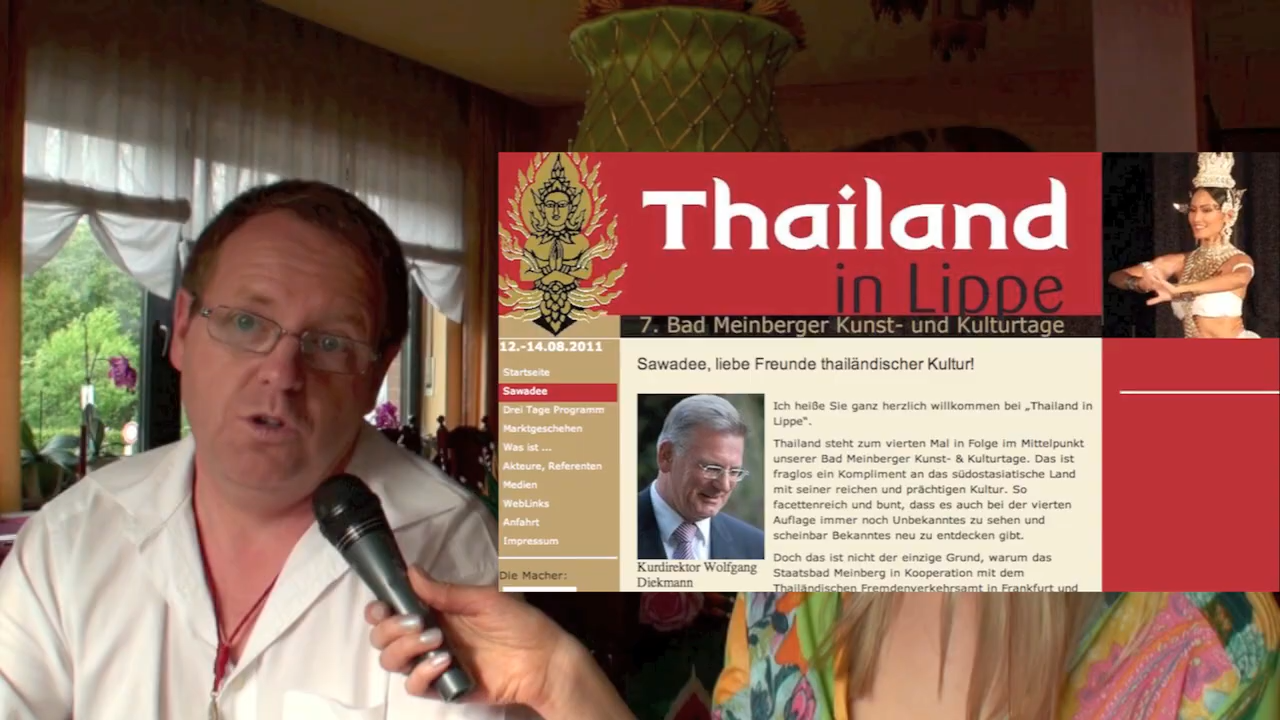 Thailand
in Lippe
7. Bad Meinberger Kunst- und Kulturtage
12.-14.08.2011
Startseite
Sawadee
Drei Tage Programm
Marktgeschehen
Was ist ...
Akteure, Referenten
Medien
WebLinks
Anfahrt
Impressum
Die Macher:
Sawadee, liebe Freunde thailändischer Kultur!
Ich heiße Sie ganz herzlich willkommen bei „Thailand in
Lippe“.
Thailand steht zum vierten Mal in Folge im Mittelpunkt
unserer Bad Meinberger Kunst- & Kulturtage. Das ist
fraglos ein Kompliment an das südostasiatische Land
mit seiner reichen und prächtigen Kultur. So
facettenreich und bunt, dass es auch bei der vierten
Auflage immer noch Unbekanntes zu sehen und
scheinbar Bekanntes neu zu entdecken gibt.
Doch das ist nicht der einzige Grund, warum das
Staatsbad Meinberg in Kooperation mit dem
Thailändischen Fremdenverkehrsamt in Frankfurt und
Kurdirektor Wolfgang
Diekmann